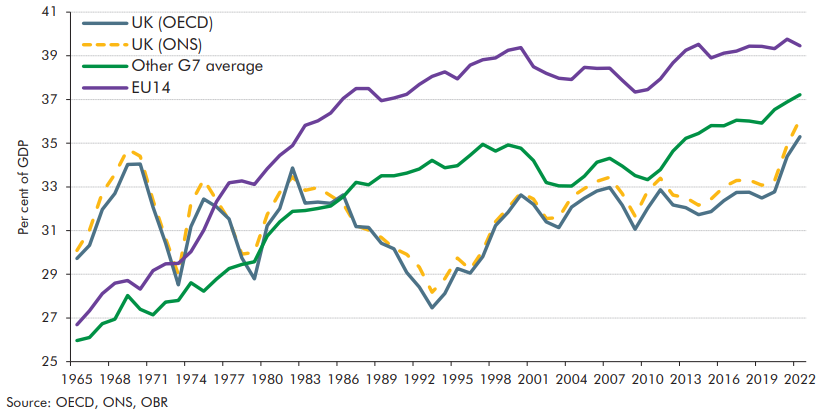 41
39
37
35
33
31
29
27
25
Per cent of GDP
UK (OECD)
UK (ONS)
Other G7 average
EU14
1965 1968 1971 1974 1977 1980 1983 1986 1989 1992 1995 1998 2001 2004 2007 2010 2013 2016 2019 2022
Source: OECD, ONS, OBR